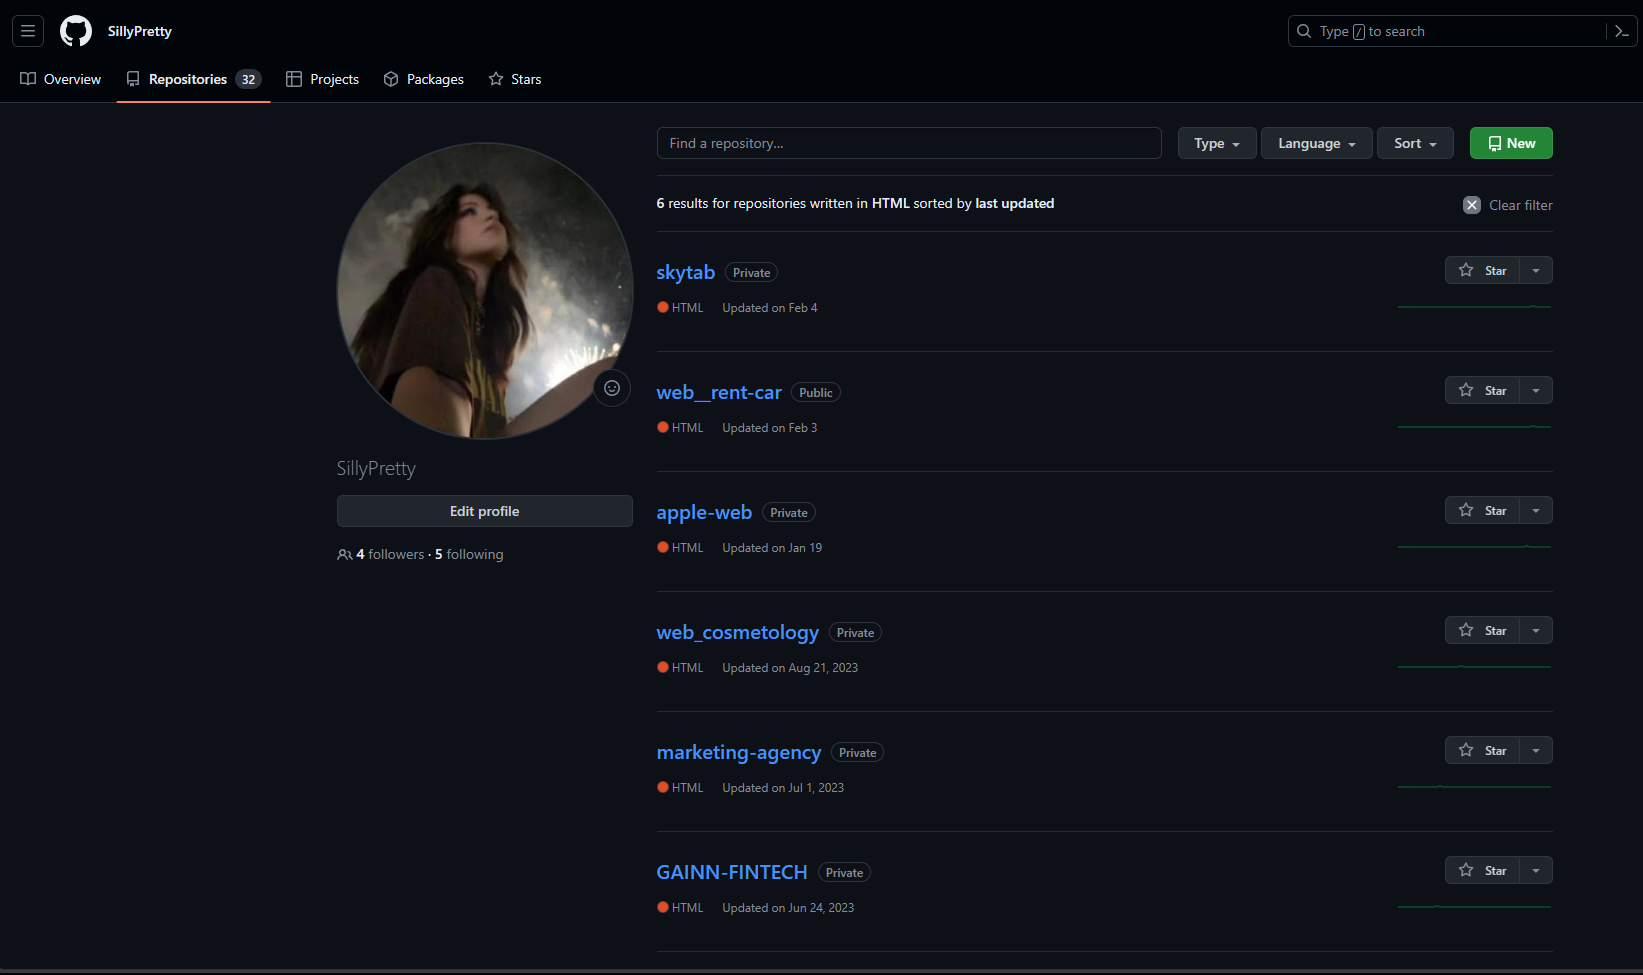 SillyPretty
Type / to search
Overview
Repositories 32
Projects
Packages
Stars
SillyPretty
Edit profile
4 followers · 5 following
Find a repository...
Type
Language
Sort
New
6 results for repositories written in HTML sorted by last updated
Clear filter
skytab Private
Star
HTML Updated on Feb 4
web__rent-car Public
Star
HTML Updated on Feb 3
apple-web Private
Star
HTML Updated on Jan 19
web_cosmetology Private
Star
HTML Updated on Aug 21, 2023
marketing-agency Private
Star
HTML Updated on Jul 1, 2023
GAINN-FINTECH Private
Star
HTML Updated on Jun 24, 2023